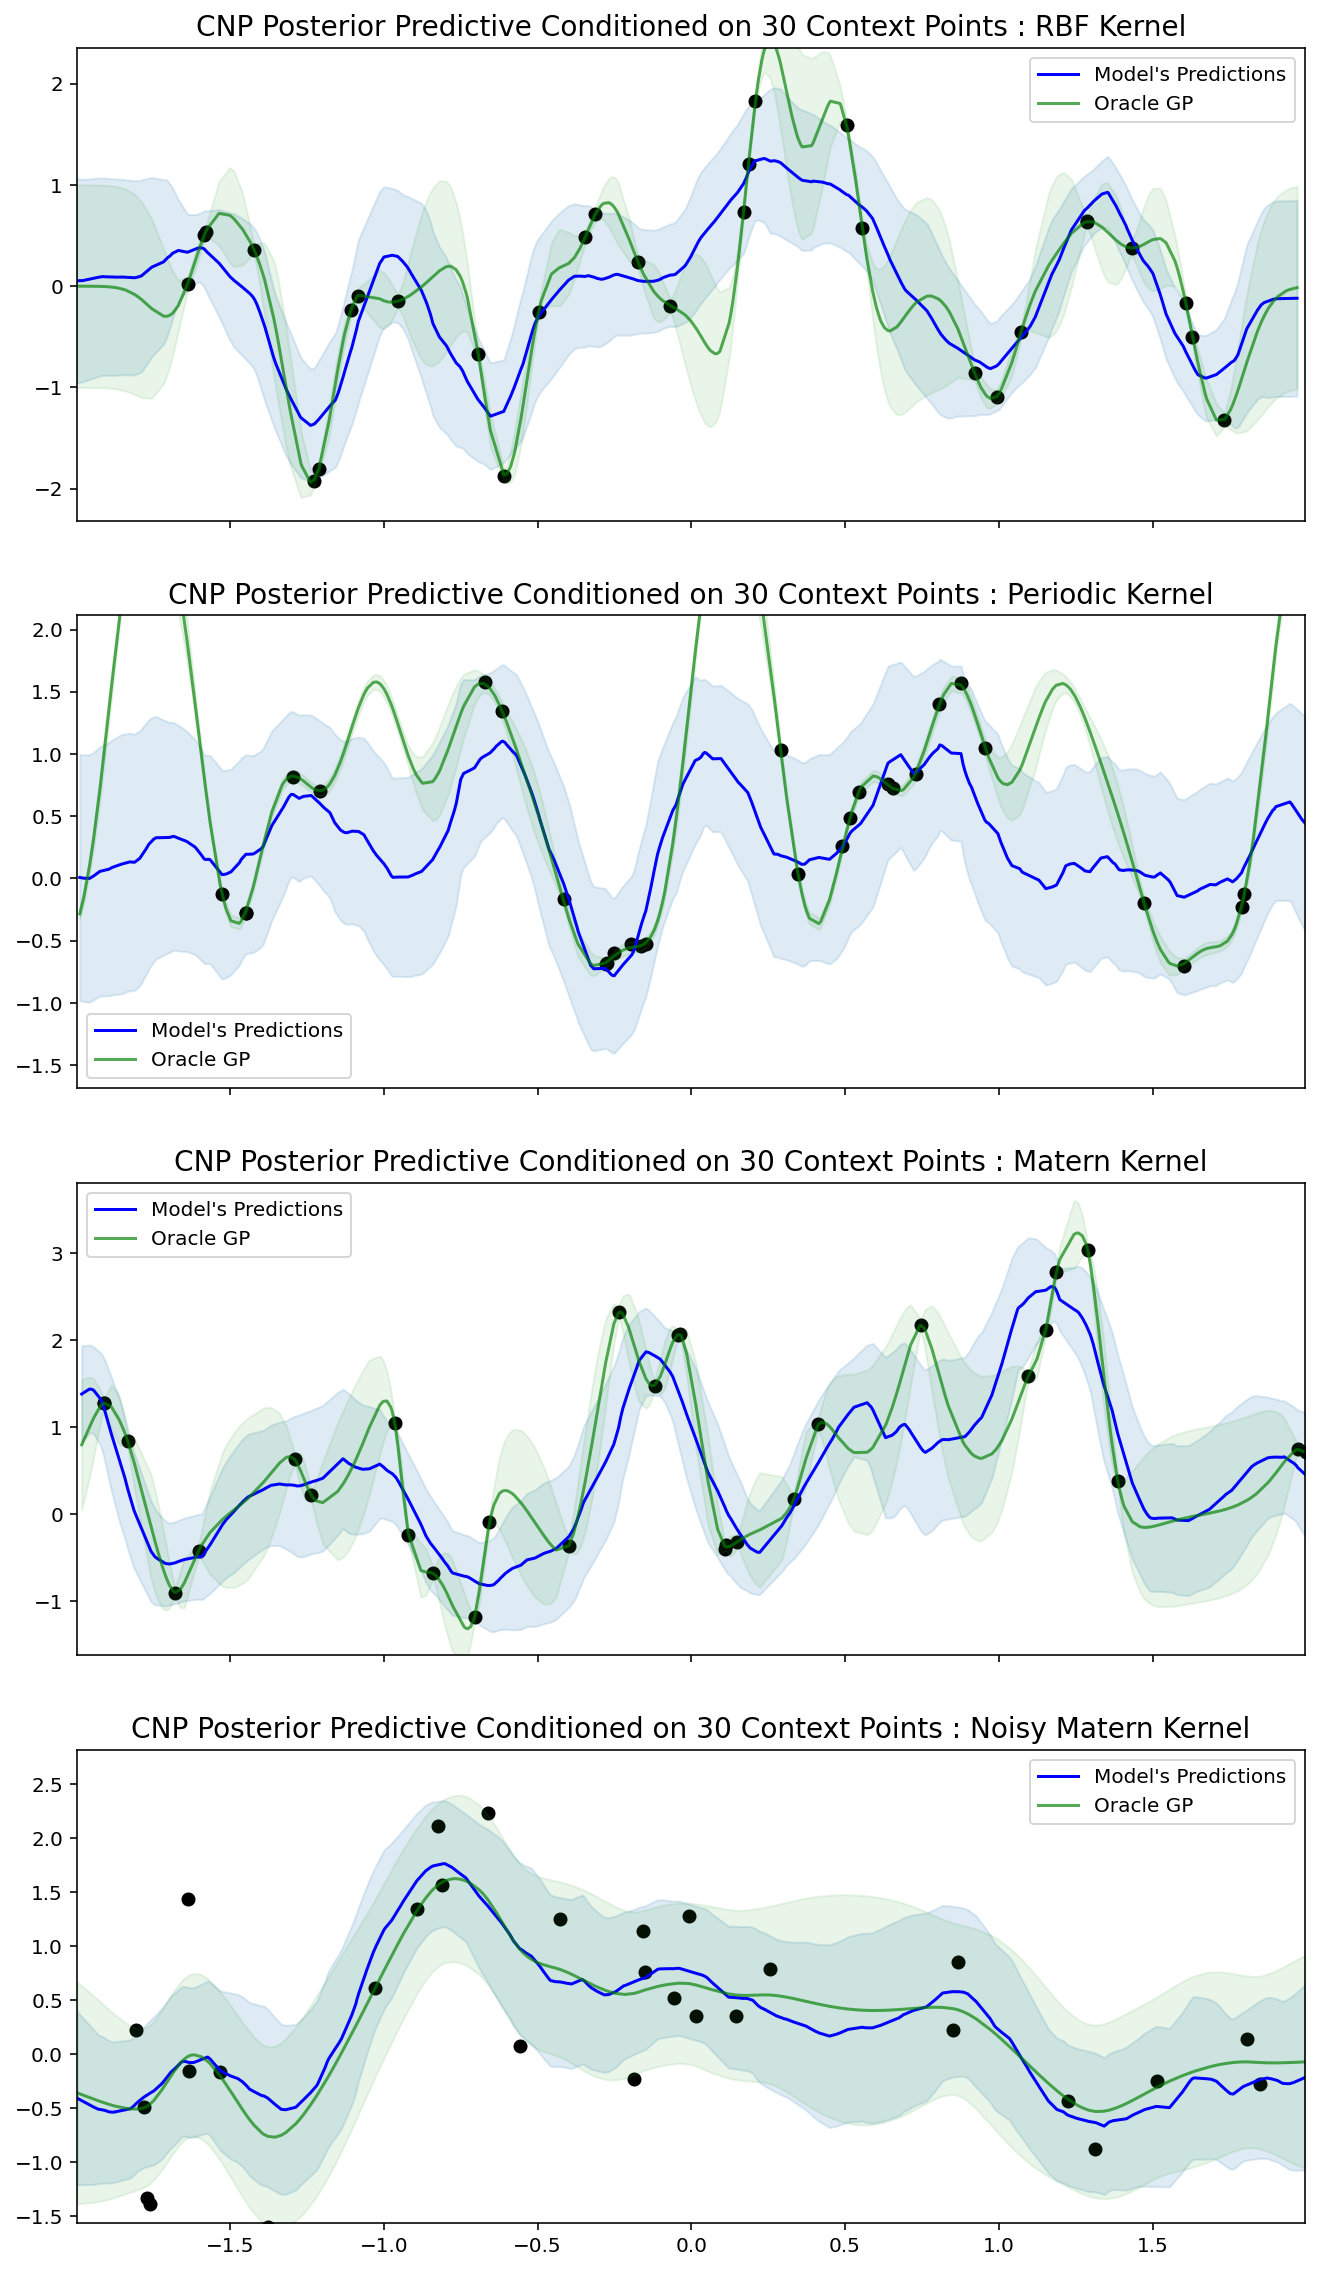 CNP Posterior Predictive Conditioned on 30 Context Points : RBF Kernel
Model's Predictions
Oracle GP
2
1
0
−1
−2
CNP Posterior Predictive Conditioned on 30 Context Points : Periodic Kernel
2.0
1.5
1.0
0.5
0.0
−0.5
−1.0
−1.5
Model's Predictions
Oracle GP
CNP Posterior Predictive Conditioned on 30 Context Points : Matern Kernel
Model's Predictions
Oracle GP
3
2
1
0
−1
CNP Posterior Predictive Conditioned on 30 Context Points : Noisy Matern Kernel
Model's Predictions
Oracle GP
2.5
2.0
1.5
1.0
0.5
0.0
−0.5
−1.0
−1.5
−1.5 −1.0 −0.5 0.0 0.5 1.0 1.5